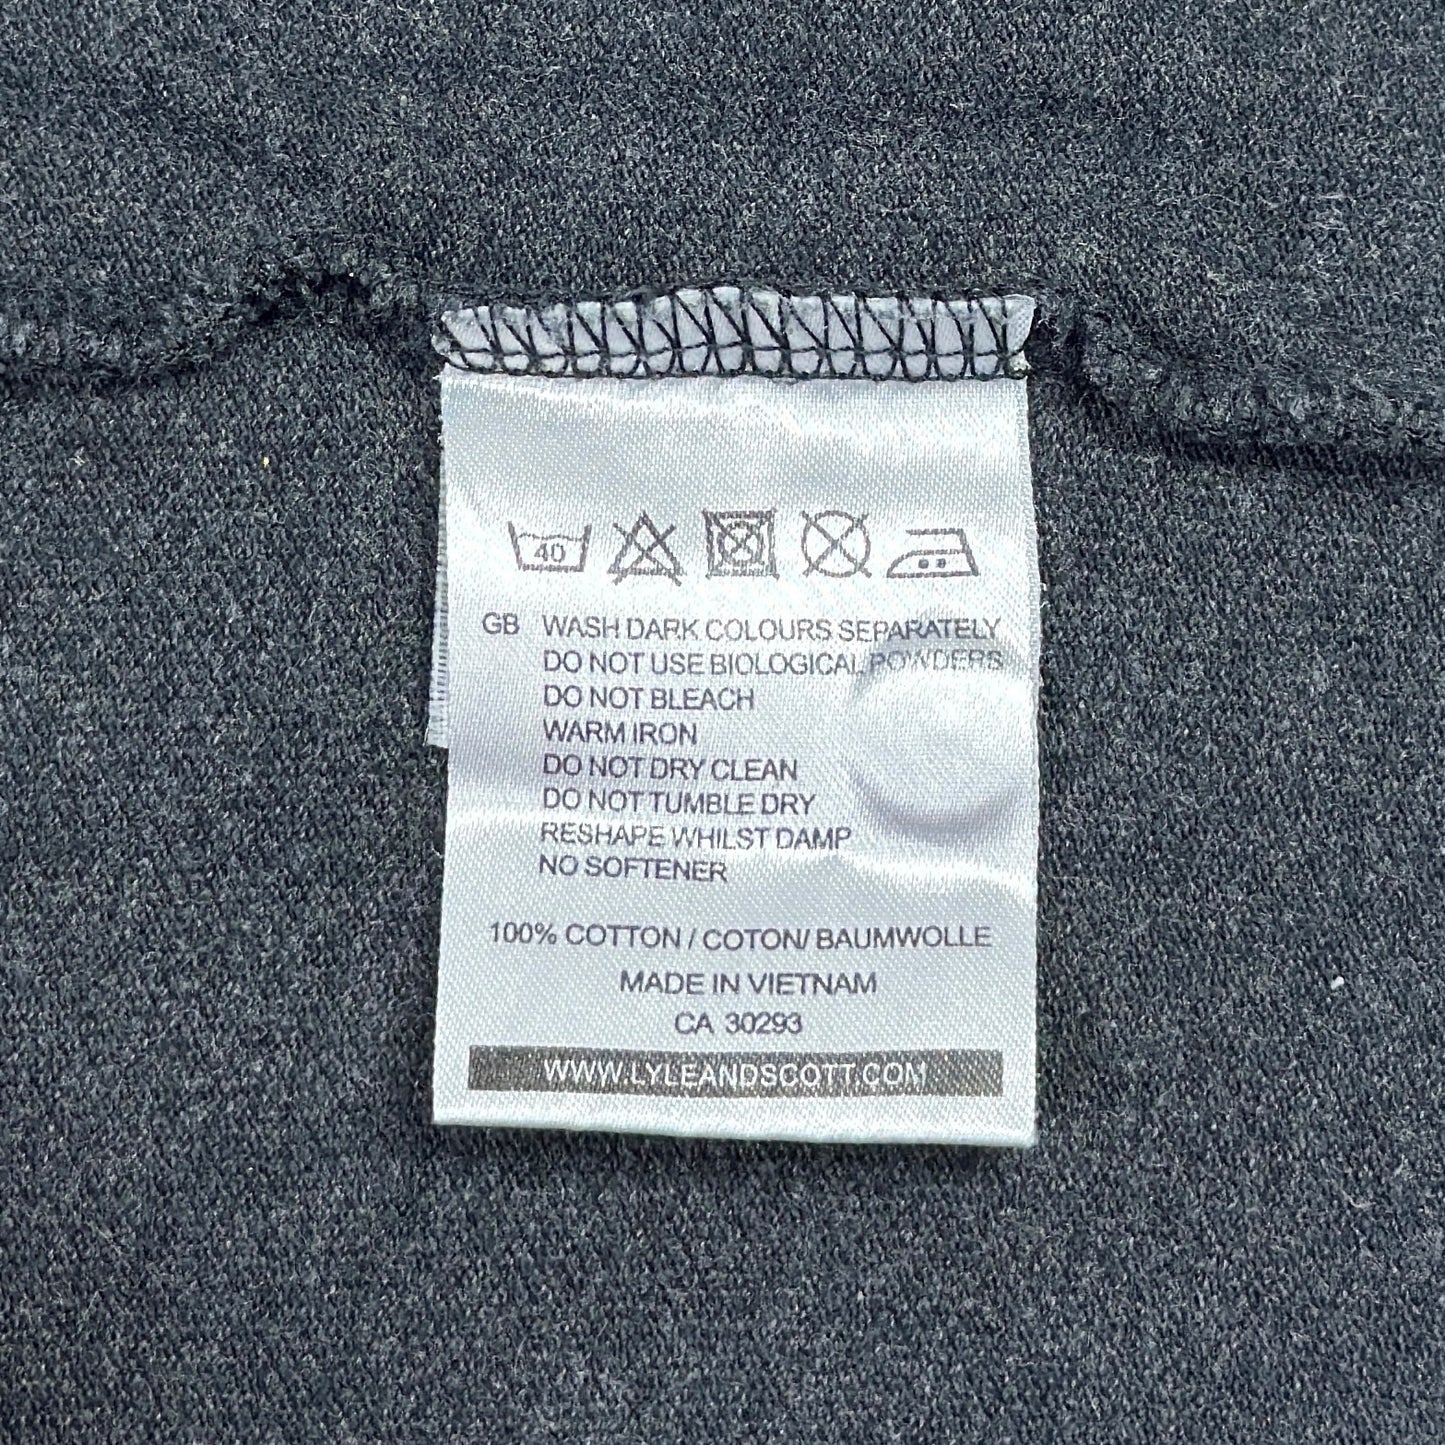 40
GB WASH DARK COLOURS SEPARATELY
DO NOT USE BIOLOGICAL POWDERS
DO NOT BLEACH
WARM IRON
DO NOT DRY CLEAN
DO NOT TUMBLE DRY
RESHAPE WHILST DAMP
NO SOFTENER
100% COTTON / COTON/ BAUMWOLLE
MADE IN VIETNAM
CA 30293
WWW.LYLEANDSCOTT.COM